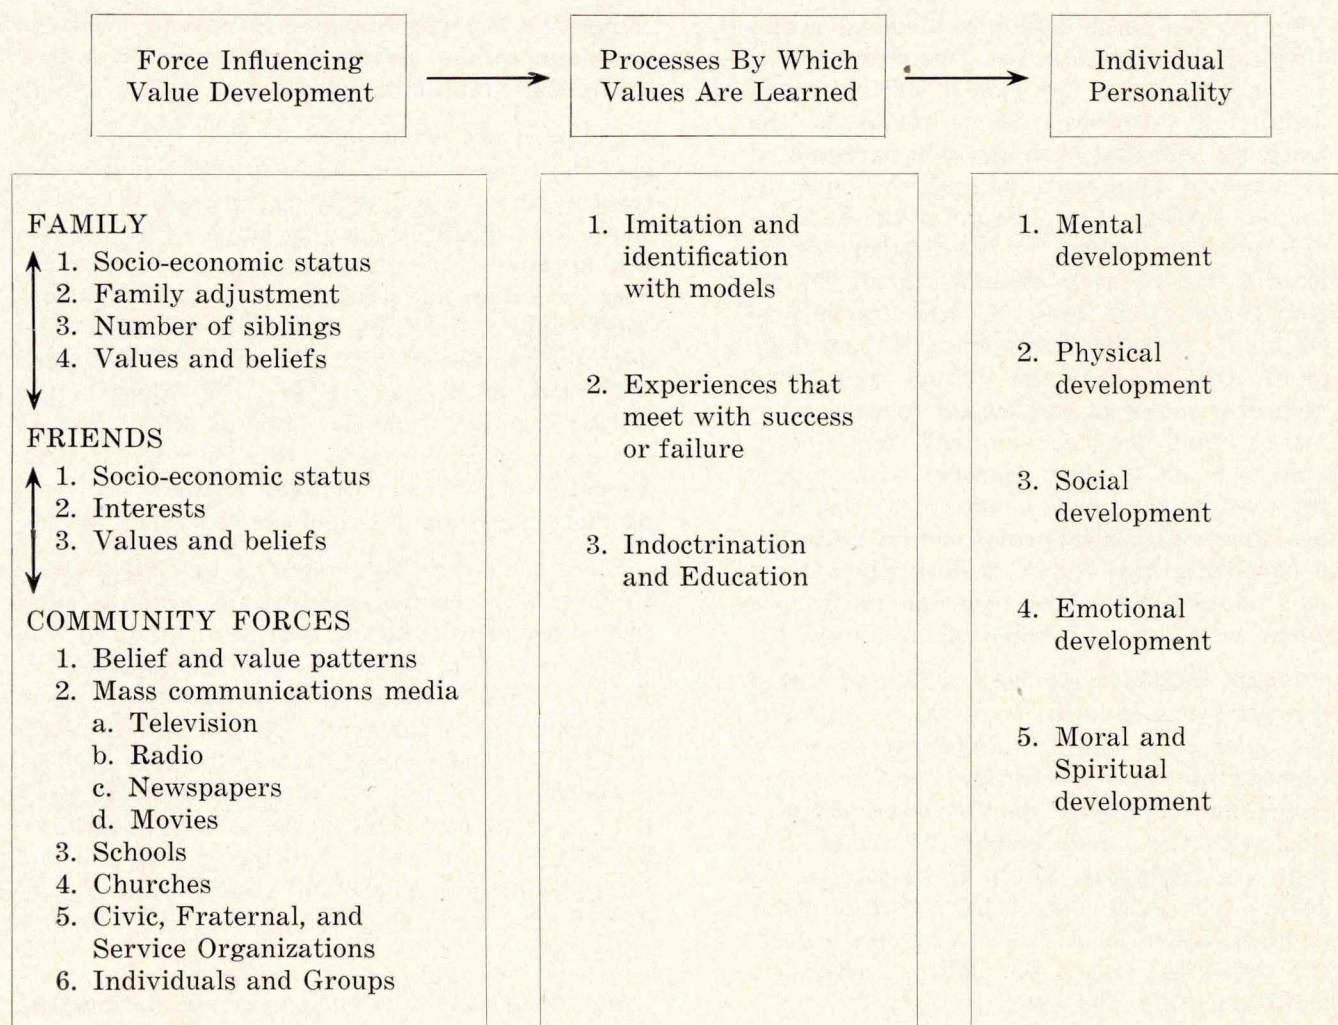 Force Influencing
Value Development
Processes By Which
Values Are Learned
Individual
Personality
FAMILY
1. Socio-economic status
2. Family adjustment
3. Number of siblings
4. Values and beliefs
FRIENDS
1. Socio-economic status
2. Interests
3. Values and beliefs
COMMUNITY FORCES
1. Belief and value patterns
2. Mass communications media
a. Television
b. Radio
c. Newspapers
d. Movies
3. Schools
4. Churches
5. Civic, Fraternal, and
Service Organizations
6. Individuals and Groups
1. Imitation and
identification
with models
2. Experiences that
meet with success
or failure
3. Indoctrination
and Education
1. Mental
development
2. Physical
development
3. Social
development
4. Emotional
development
5. Moral and
Spiritual
development